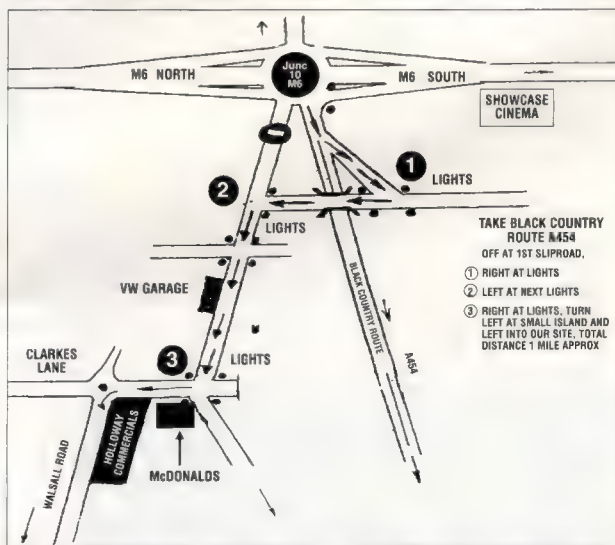 Junc
10
M6
M6 NORTH
M6 SOUTH
SHOWCASE
CINEMA
1
LIGHTS
2
LIGHTS
TAKE BLACK COUNTRY
ROUTE A454
OFF AT 1ST SLIPROAD,
1 RIGHT AT LIGHTS
2 LEFT AT NEXT LIGHTS
3 RIGHT AT LIGHTS, TURN
LEFT AT SMALL ISLAND AND
LEFT INTO OUR SITE, TOTAL
DISTANCE 1 MILE APPROX
VW GARAGE
BLACK COUNTRY ROUTE
A454
3
LIGHTS
CLARKES
LANE
HOLLOWAY
COMMERCIALS
WALSALL ROAD
McDONALDS